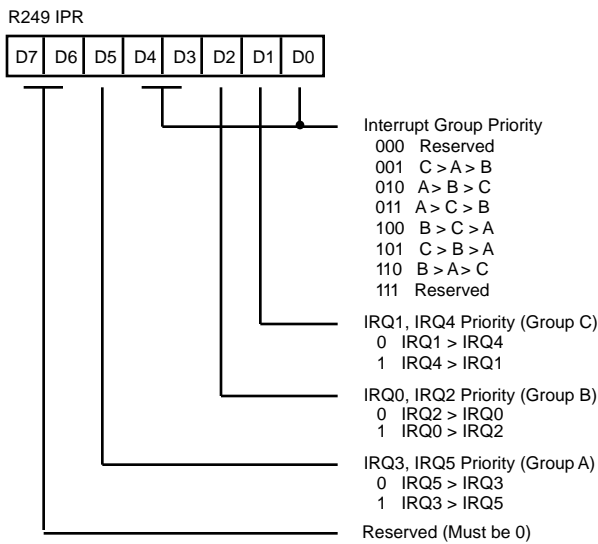 R249 IPR
D7 D6 D5 D4 D3 D2 D1 D0
Interrupt Group Priority
000 Reserved
001 C > A > B
010 A > B > C
011 A > C > B
100 B > C > A
101 C > B > A
110 B > A > C
111 Reserved
IRQ1, IRQ4 Priority (Group C)
0 IRQ1 > IRQ4
1 IRQ4 > IRQ1
IRQ0, IRQ2 Priority (Group B)
0 IRQ2 > IRQ0
1 IRQ0 > IRQ2
IRQ3, IRQ5 Priority (Group A)
0 IRQ5 > IRQ3
1 IRQ3 > IRQ5
Reserved (Must be 0)